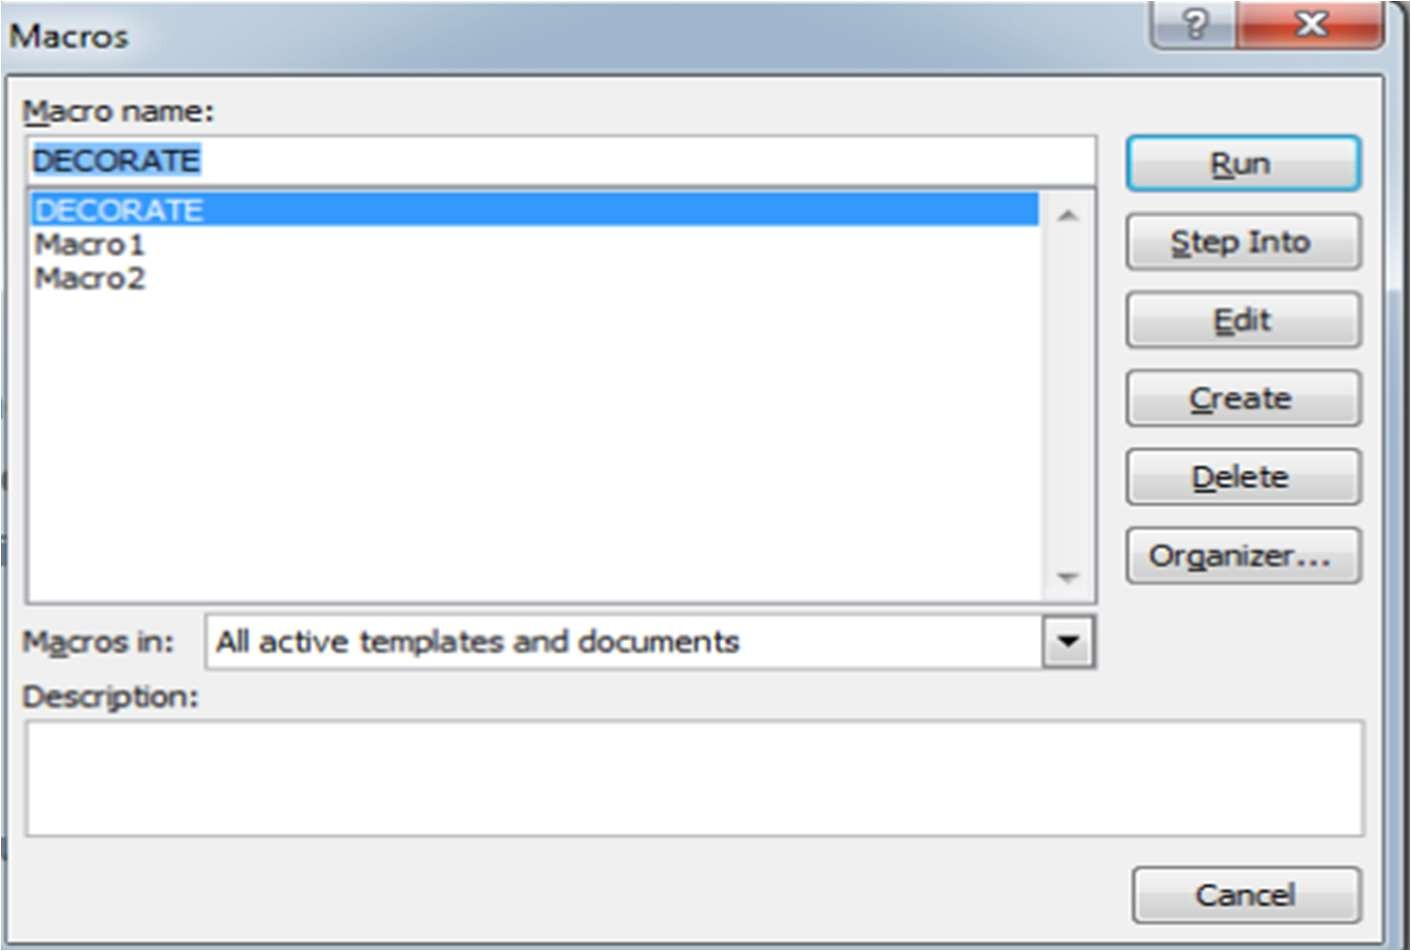 Macros
Macro name:
DECORATE
DECORATE
Macro1
Macro2
Run
Step Into
Edit
Create
Delete
Organizer...
Macros in: All active templates and documents
Description:
Cancel